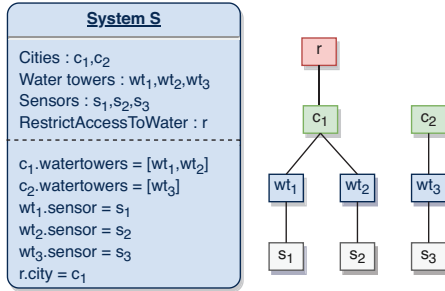 System S
Cities : c₁,c₂
Water towers : wt₁,wt₂,wt₃
Sensors : s₁,s₂,s₃
RestrictAccessToWater : r
c₁.watertowers = [wt₁,wt₂]
c₂.watertowers = [wt₃]
wt₁.sensor = s₁
wt₂.sensor = s₂
wt₃.sensor = s₃
r.city = c₁
r
c₁ c₂
wt₁ wt₂ wt₃
s₁ s₂ s₃